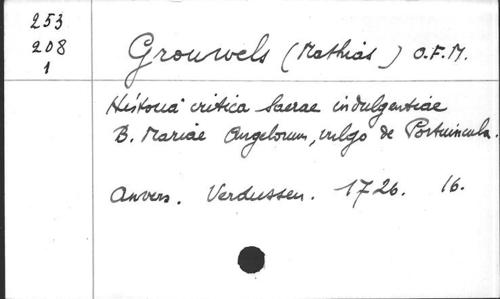 253
208
1
Grouwels (Mathias) O.F.M.
Historia critica Sacrae indulgentiae
B. Mariae Angelorum, vulgo de Portiuncula.
Anvers. Verdussen. 1726. 16.